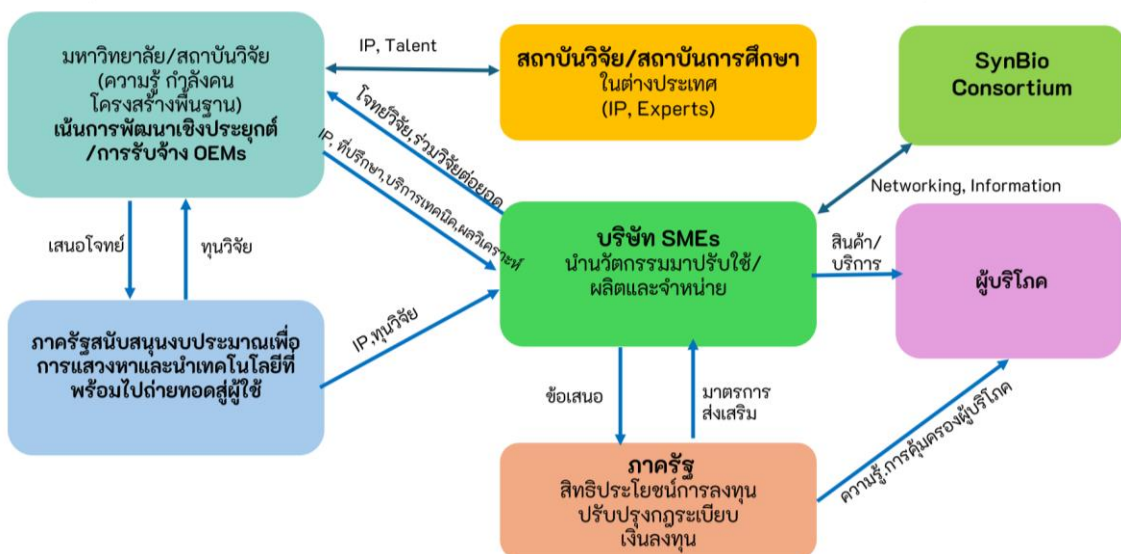 มหาวิทยาลัย/สถาบันวิจัย
(ความรู้ กำลังคน
โครงสร้างพื้นฐาน)
เน้นการพัฒนาเชิงประยุกต์
/การรับจ้าง OEMs
IP, Talent
สถาบันวิจัย/สถาบันการศึกษา
ในต่างประเทศ
(IP, Experts)
SynBio
Consortium
โจทย์วิจัย,ร่วมวิจัยต่อยอด
IP, ที่ปรึกษา,บริการเทคนิค,ผลวิเคราะห์
Networking, Information
เสนอโจทย์
ทุนวิจัย
บริษัท SMEs
นำนวัตกรรมมาปรับใช้/
ผลิตและจำหน่าย
สินค้า/
บริการ
ผู้บริโภค
ภาครัฐสนับสนุนงบประมาณเพื่อ
การแสวงหาและนำเทคโนโลยีที่
พร้อมไปถ่ายทอดสู่ผู้ใช้
IP,ทุนวิจัย
ข้อเสนอ
มาตรการ
ส่งเสริม
ภาครัฐ
สิทธิประโยชน์การลงทุน
ปรับปรุงกฎระเบียบ
เงินลงทุน
ความรู้.การคุ้มครองผู้บริโภค